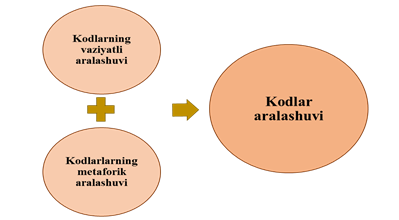 Kodlarning
vaziyatli
aralashuvi
Kodlarlarning
metaforik
aralashuvi
Kodlar
aralashuvi